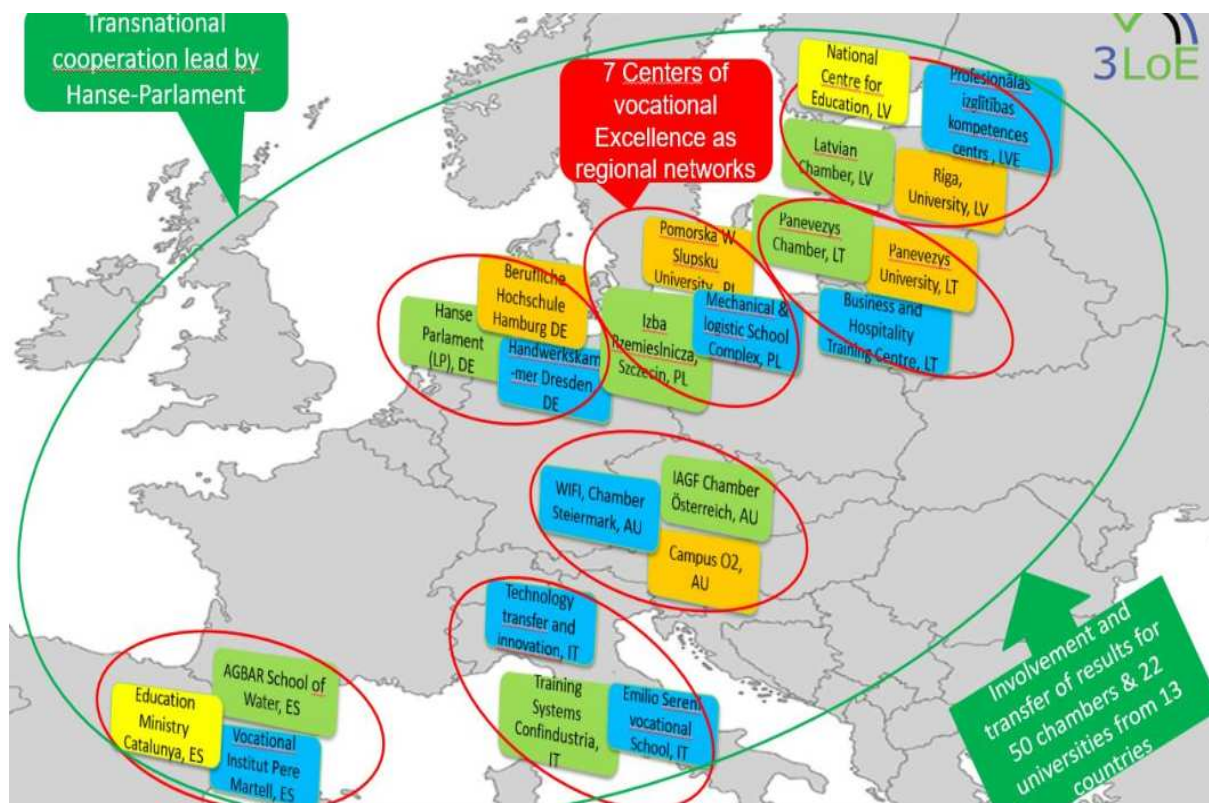 Transnational
cooperation lead by
Hanse-Parlament
7 Centers of
vocational
Excellence as
regional networks
3LoE
National
Centre for
Education, LV
Profesionālās
izglītības
kompetences
centrs , LVE
Latvian
Chamber, LV
Riga,
University, LV
Panevezys
Chamber, LT
Panevezys
University, LT
Business and
Hospitality
Training Centre, LT
Pomorska W
Slupsku
University, PL
Mechanical &
logistic School
Complex, PL
Izba
Rzemieslnicza,
Szczecin, PL
Berufliche
Hochschule
Hamburg DE
Hanse
Parlament
(LP), DE
Handwerkskam
-mer Dresden
DE
WIFI, Chamber
Steiermark, AU
IAGF Chamber
Österreich, AU
Campus O2,
AU
Technology
transfer and
innovation, IT
Training
Systems
Confindustria,
IT
Emilio Sereni
vocational
School, IT
AGBAR School of
Water, ES
Education
Ministry
Catalunya, ES
Vocational
Institut Pere
Martell, ES
Involvement and
transfer of results for
50 chambers & 22
universities from 13
countries